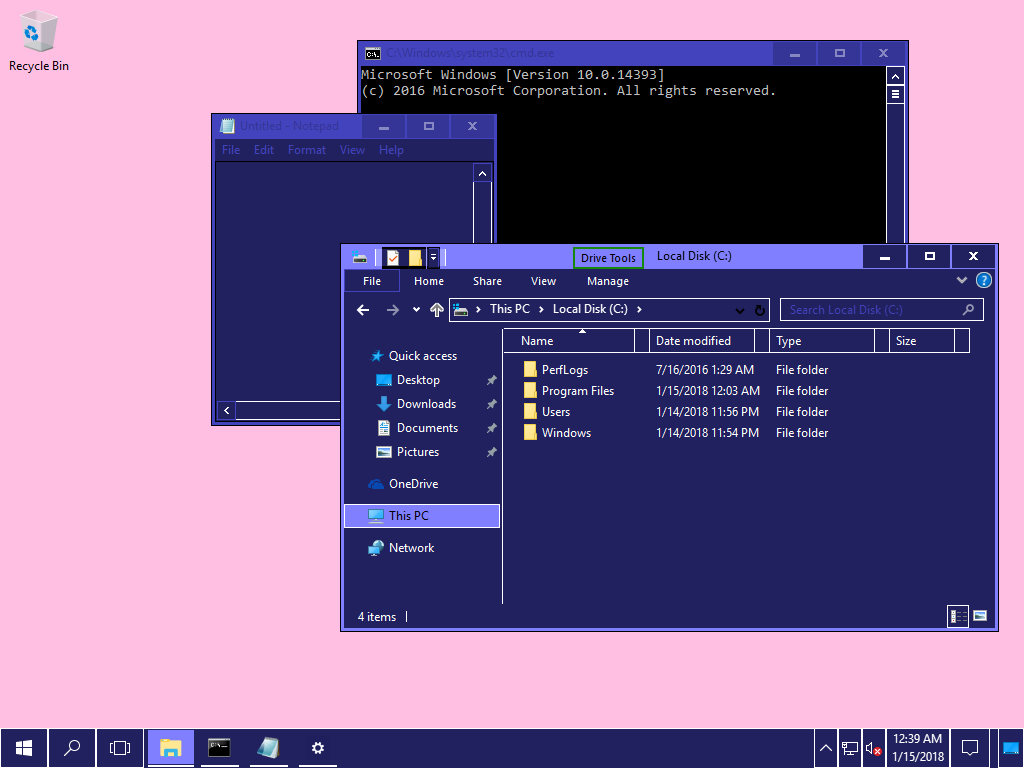 Recycle Bin
C:\Windows\system32\cmd.exe
Microsoft Windows [Version 10.0.14393]
(c) 2016 Microsoft Corporation. All rights reserved.
Untitled - Notepad
File Edit Format View Help
Drive Tools Local Disk (C:)
File Home Share View Manage
This PC Local Disk (C:) Search Local Disk (C:)
Name Date modified Type Size
Quick access
Desktop
Downloads
Documents
Pictures
OneDrive
This PC
Network
PerfLogs 7/16/2016 1:29 AM File folder
Program Files 1/15/2018 12:03 AM File folder
Users 1/14/2018 11:56 PM File folder
Windows 1/14/2018 11:54 PM File folder
4 items
12:39 AM
1/15/2018